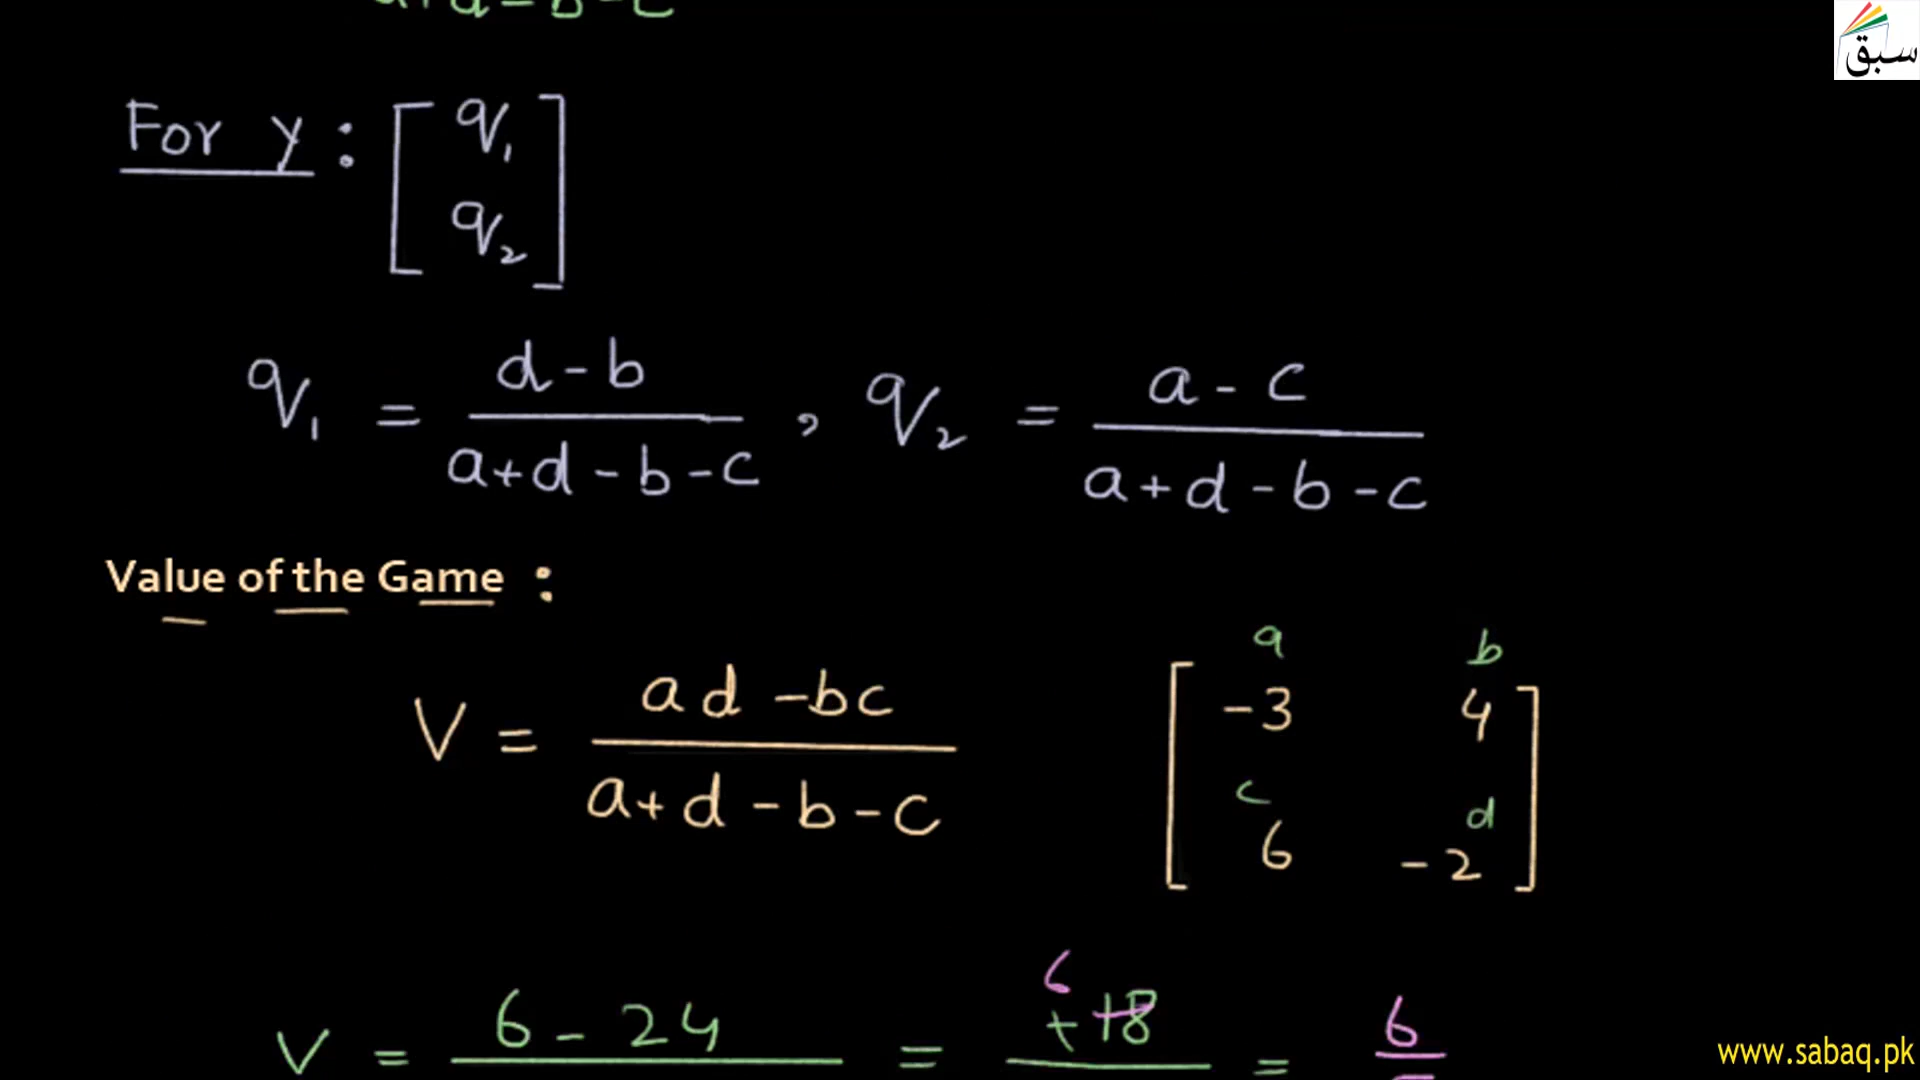 a+d-b-c
سبق
For y : [ q₁
q₂ ]
q₁ = d-b / a+d-b-c , q₂ = a-c / a+d-b-c
Value of the Game :
a b
V = ad-bc / a+d-b-c [ -3 4
c d
6 -2 ]
6
V = 6-24 = +18 = 6
www.sabaq.pk